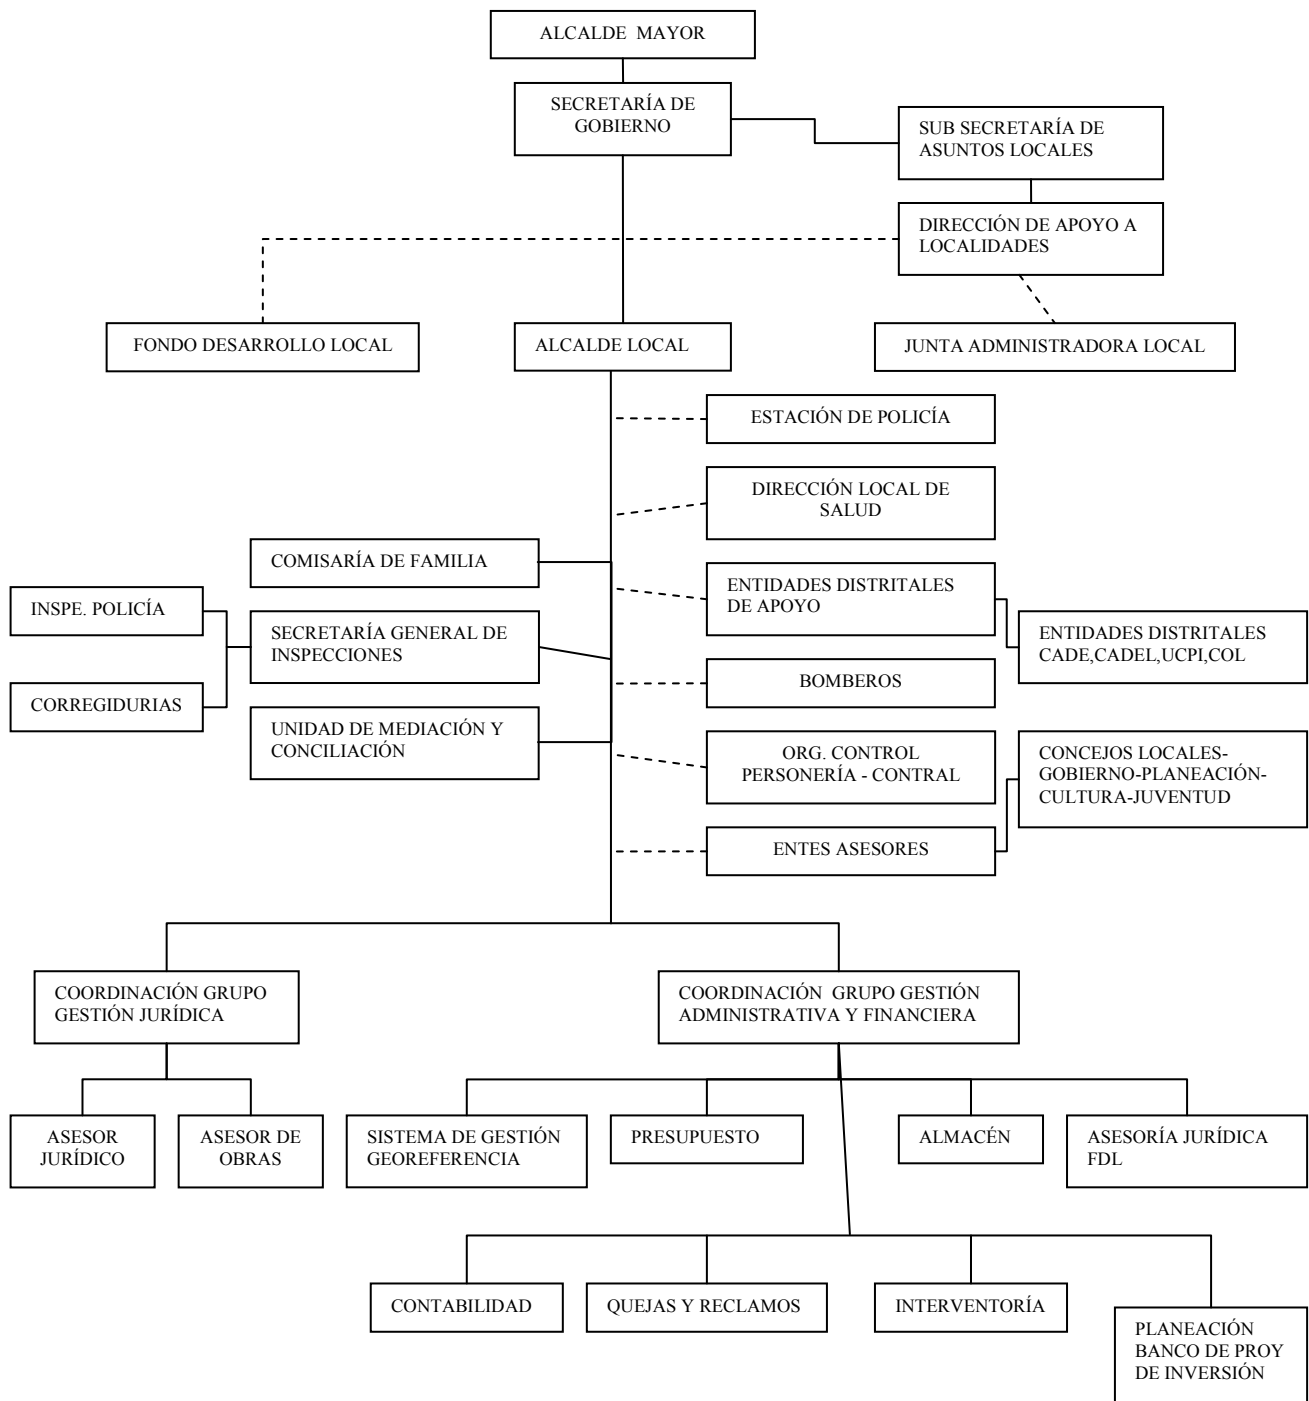 ALCALDE MAYOR
SECRETARÍA DE
GOBIERNO
SUB SECRETARÍA DE
ASUNTOS LOCALES
DIRECCIÓN DE APOYO A
LOCALIDADES
FONDO DESARROLLO LOCAL
ALCALDE LOCAL
JUNTA ADMINISTRADORA LOCAL
ESTACIÓN DE POLICÍA
DIRECCIÓN LOCAL DE
SALUD
COMISARÍA DE FAMILIA
ENTIDADES DISTRITALES
DE APOYO
INSPE. POLICÍA
SECRETARÍA GENERAL DE
INSPECCIONES
ENTIDADES DISTRITALES
CADE,CADEL,UCPI,COL
BOMBEROS
CORREGIDURIAS
UNIDAD DE MEDIACIÓN Y
CONCILIACIÓN
ORG. CONTROL
PERSONERÍA - CONTRAL
CONCEJOS LOCALES-
GOBIERNO-PLANEACIÓN-
CULTURA-JUVENTUD
ENTES ASESORES
COORDINACIÓN GRUPO
GESTIÓN JURÍDICA
COORDINACIÓN GRUPO GESTIÓN
ADMINISTRATIVA Y FINANCIERA
ASESOR
JURÍDICO
ASESOR DE
OBRAS
SISTEMA DE GESTIÓN
GEOREFERENCIA
PRESUPUESTO
ALMACÉN
ASESORÍA JURÍDICA
FDL
CONTABILIDAD
QUEJAS Y RECLAMOS
INTERVENTORÍA
PLANEACIÓN
BANCO DE PROY
DE INVERSIÓN